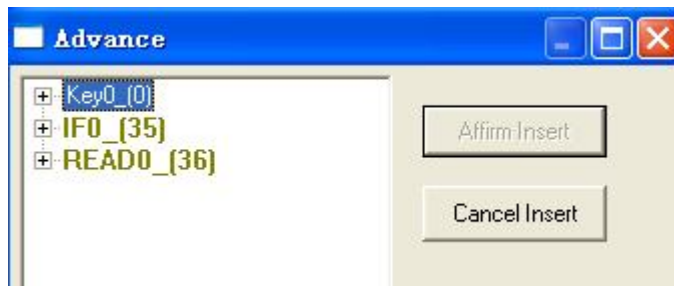 Advance
Key0_(0)
IF0_(35)
READ0_(36)
Affirm Insert
Cancel Insert